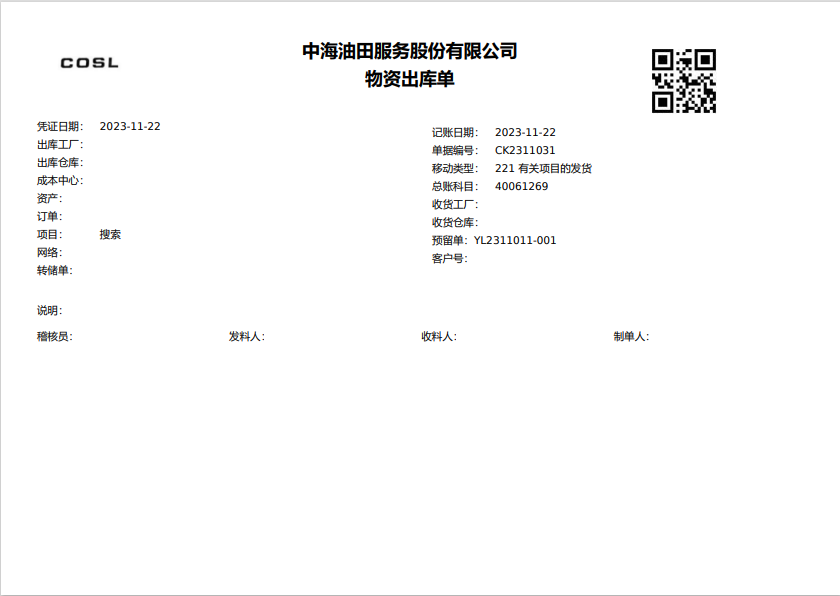 COSL
中海油田服务股份有限公司
物资出库单
凭证日期： 2023-11-22
出库工厂：
出库仓库：
成本中心：
资产：
订单：
项目： 搜索
网络：
转储单：
记账日期： 2023-11-22
单据编号： CK2311031
移动类型： 221 有关项目的发货
总账科目： 40061269
收货工厂：
收货仓库：
预留单：YL2311011-001
客户号：
说明：
稽核员： 发料人： 收料人： 制单人：